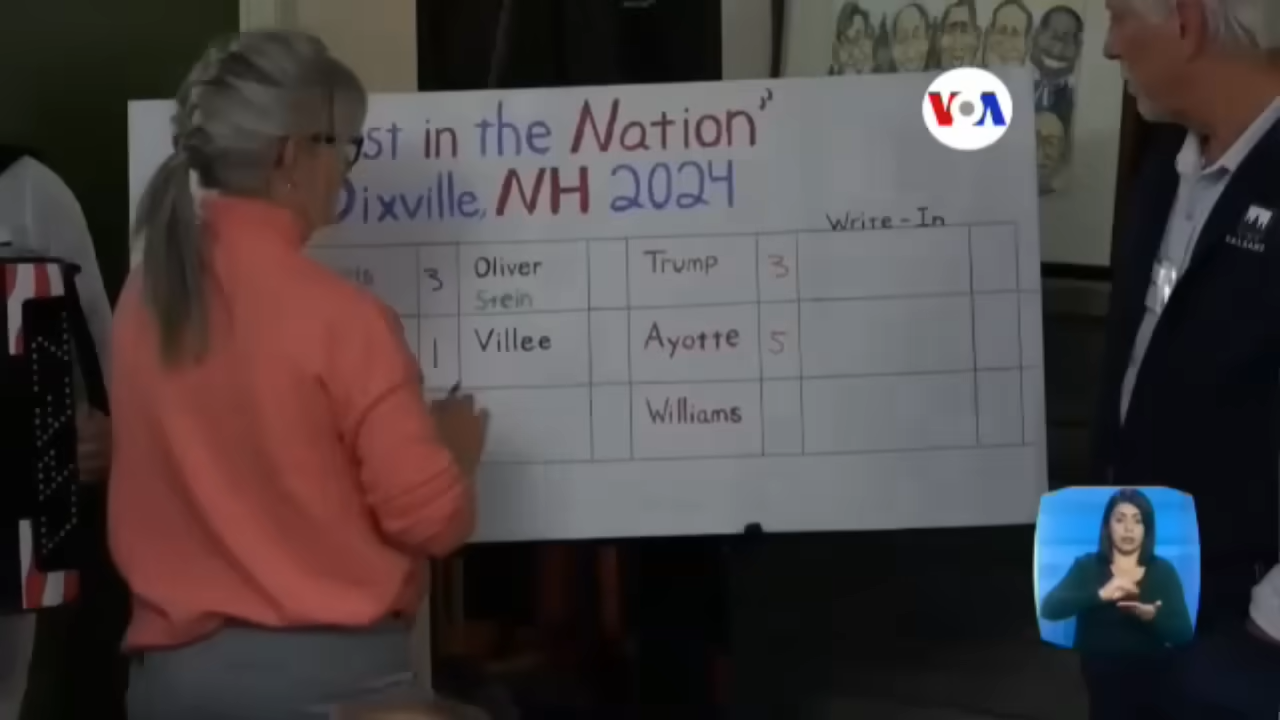 VOA
st in the Nation”
Dixville, NH 2024
Write-In
3 Oliver Trump 3
Stein
1 Villee Ayotte 5
Williams
BALSAMS